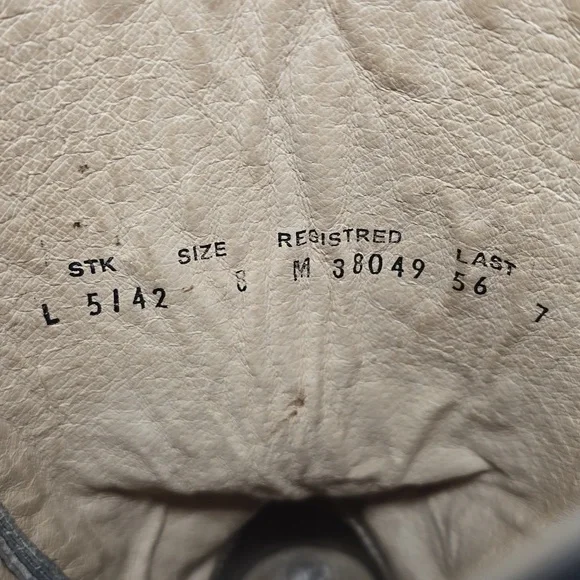 STK SIZE REGISTRED LAST
L 5142 8 M 38049 56 7